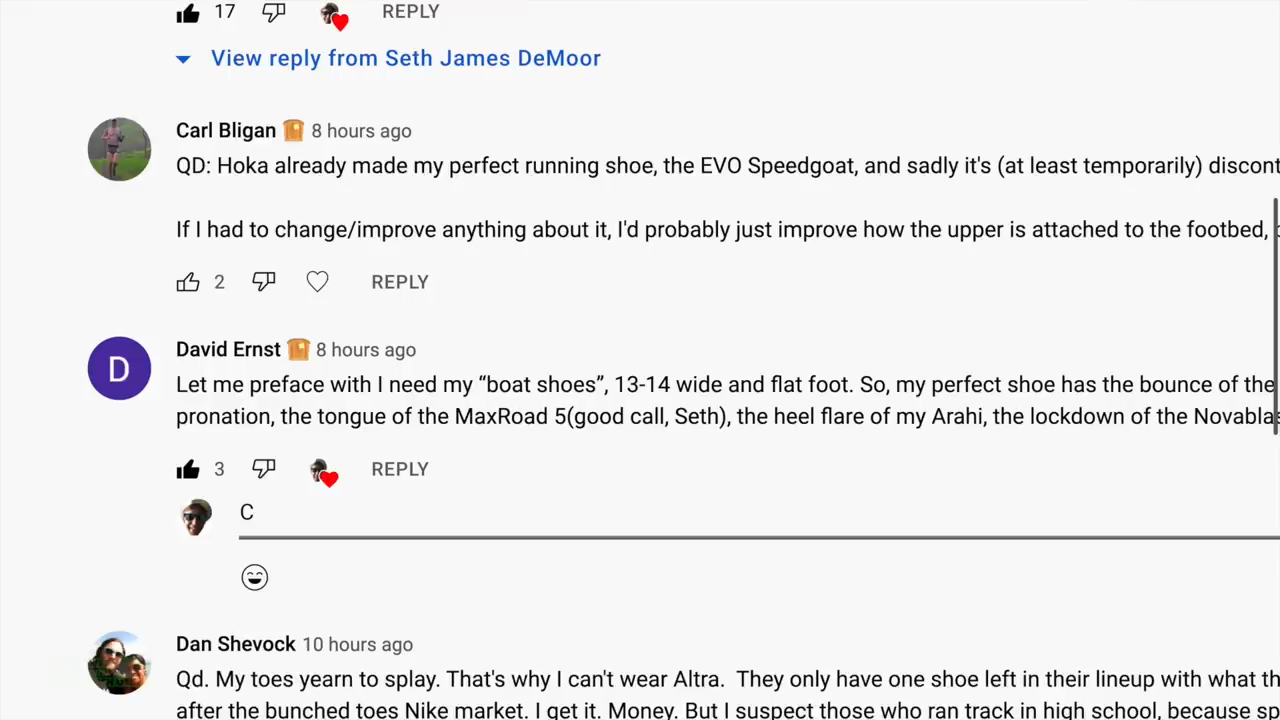 17 REPLY
View reply from Seth James DeMoor
Carl Bligan 8 hours ago
QD: Hoka already made my perfect running shoe, the EVO Speedgoat, and sadly it's (at least temporarily) discont
If I had to change/improve anything about it, I'd probably just improve how the upper is attached to the footbed,
2 REPLY
D
David Ernst 8 hours ago
Let me preface with I need my “boat shoes”, 13-14 wide and flat foot. So, my perfect shoe has the bounce of the
pronation, the tongue of the MaxRoad 5(good call, Seth), the heel flare of my Arahi, the lockdown of the Novablas
3 REPLY
C
Dan Shevock 10 hours ago
Qd. My toes yearn to splay. That's why I can't wear Altra. They only have one shoe left in their lineup with what th
after the bunched toes Nike market. I get it. Money. But I suspect those who ran track in high school, because sp